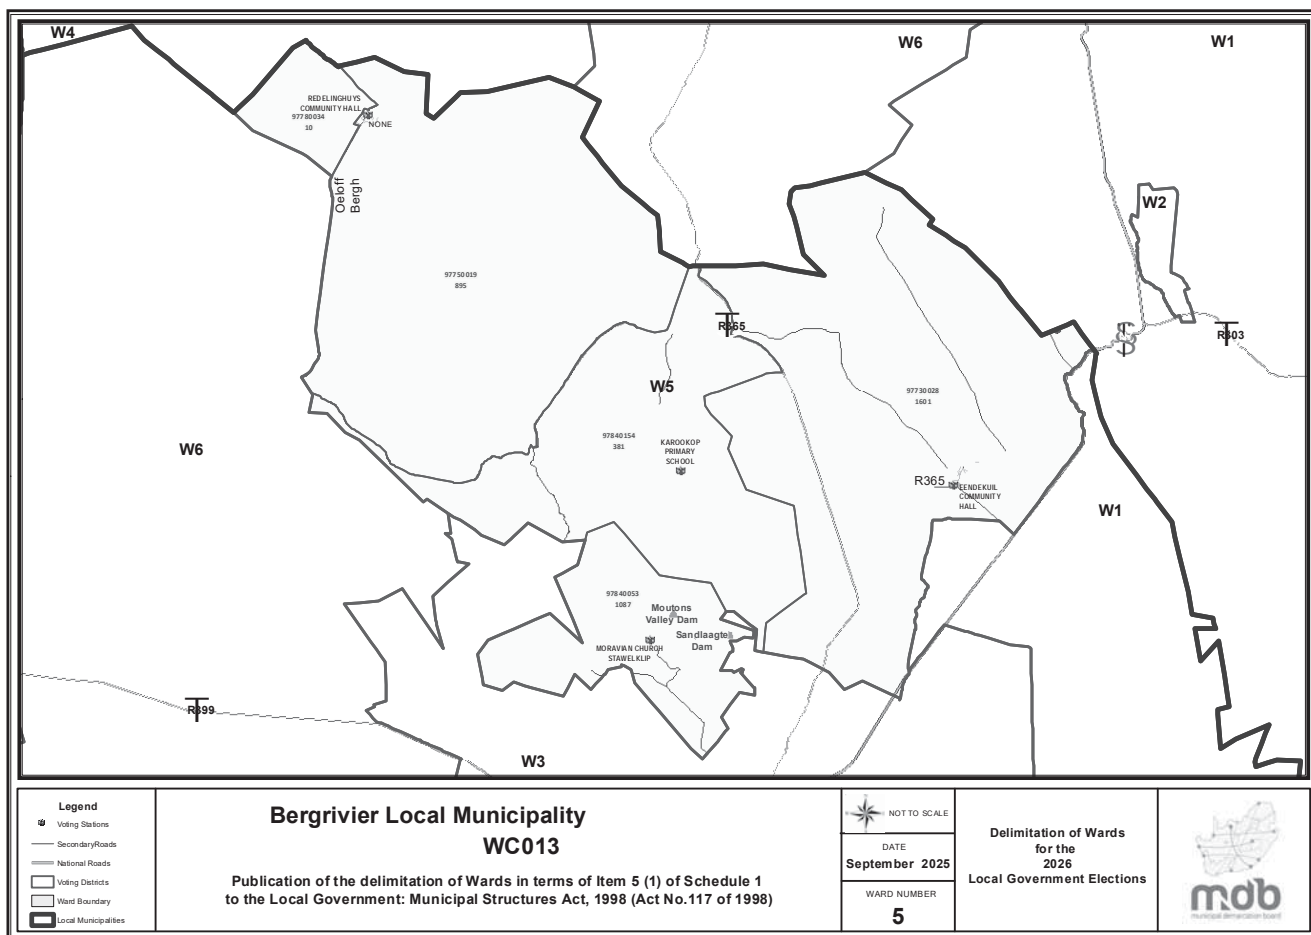 W4
W6
W1
REDELINGHUYS
COMMUNITY HALL
97780034
10
NONE
Oeloff
Bergh
W2
97750019
895
R365
R303
W5
97730028
1601
W6
97840154
381
KAROOKOP
PRIMARY
SCHOOL
R365
EENDEKUIL
COMMUNITY
HALL
W1
97840053
1087
Moutons
Valley Dam
Sandlaagte
Dam
MORAVIAN CHURCH
STAWELKLIP
R399
W3
Legend
Voting Stations
SecondaryRoads
National Roads
Voting Districts
Ward Boundary
Local Municipalities
Bergrivier Local Municipality
WC013
Publication of the delimitation of Wards in terms of Item 5 (1) of Schedule 1
to the Local Government: Municipal Structures Act, 1998 (Act No.117 of 1998)
NOT TO SCALE
DATE
September 2025
WARD NUMBER
5
Delimitation of Wards
for the
2026
Local Government Elections
mdb
municipal demarcation board